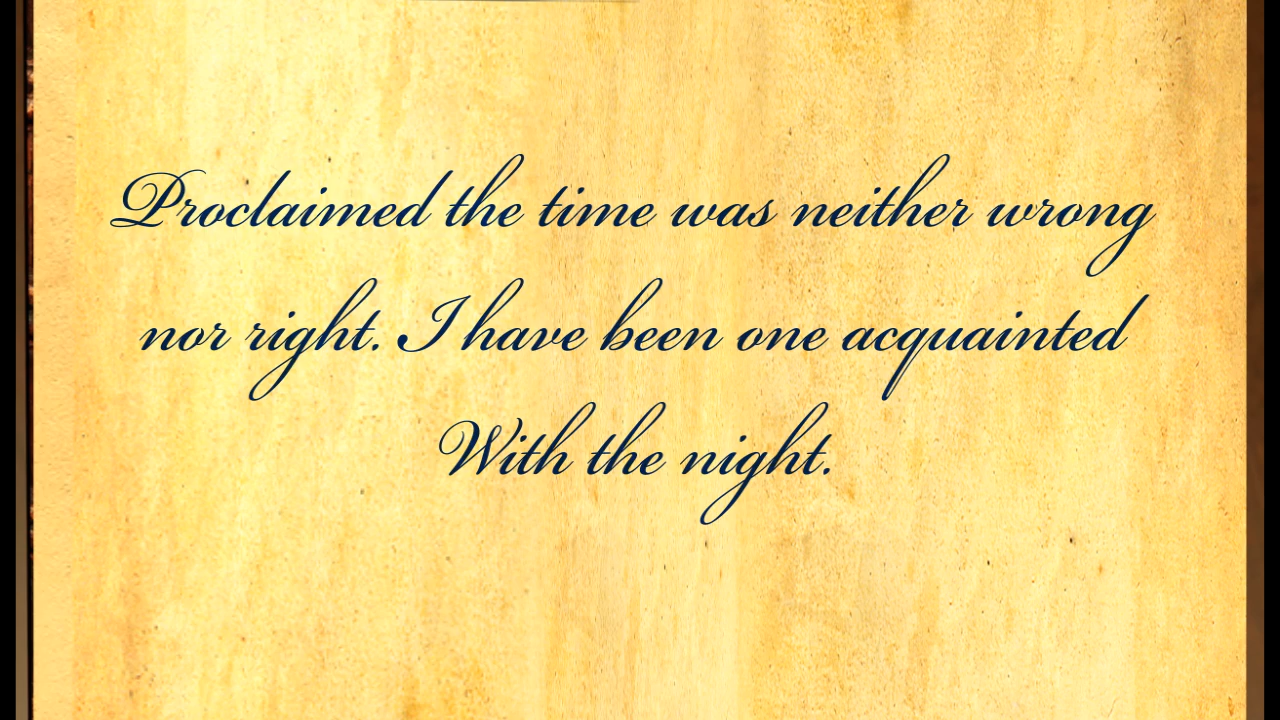 Proclaimed the time was neither wrong
nor right. I have been one acquainted
With the night.